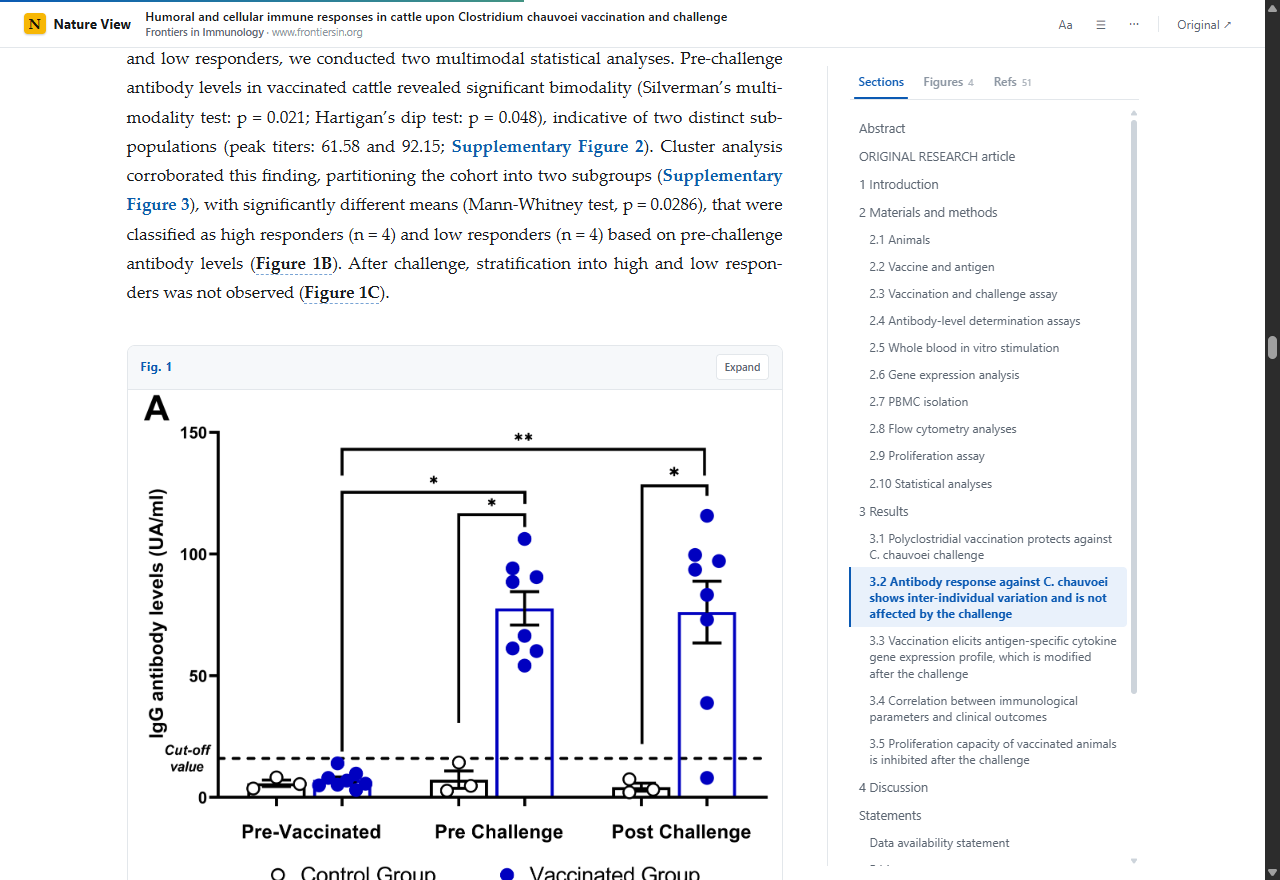 N Nature View
Humoral and cellular immune responses in cattle upon Clostridium chauvoei vaccination and challenge
Frontiers in Immunology · www.frontiersin.org
Aa ☰ ··· Original ↗
and low responders, we conducted two multimodal statistical analyses. Pre-challenge
antibody levels in vaccinated cattle revealed significant bimodality (Silverman's multi-
modality test: p = 0.021; Hartigan's dip test: p = 0.048), indicative of two distinct sub-
populations (peak titers: 61.58 and 92.15; Supplementary Figure 2). Cluster analysis
corroborated this finding, partitioning the cohort into two subgroups (Supplementary
Figure 3), with significantly different means (Mann-Whitney test, p = 0.0286), that were
classified as high responders (n = 4) and low responders (n = 4) based on pre-challenge
antibody levels (Figure 1B). After challenge, stratification into high and low respon-
ders was not observed (Figure 1C).
Fig. 1
Expand
A
150
100
50
0
IgG antibody levels (UA/ml)
Cut-off
value
**
*
*
*
Pre-Vaccinated
Pre Challenge
Post Challenge
Control Group
Vaccinated Group
Sections
Figures 4
Refs 51
Abstract
ORIGINAL RESEARCH article
1 Introduction
2 Materials and methods
2.1 Animals
2.2 Vaccine and antigen
2.3 Vaccination and challenge assay
2.4 Antibody-level determination assays
2.5 Whole blood in vitro stimulation
2.6 Gene expression analysis
2.7 PBMC isolation
2.8 Flow cytometry analyses
2.9 Proliferation assay
2.10 Statistical analyses
3 Results
3.1 Polyclostridial vaccination protects against
C. chauvoei challenge
3.2 Antibody response against C. chauvoei
shows inter-individual variation and is not
affected by the challenge
3.3 Vaccination elicits antigen-specific cytokine
gene expression profile, which is modified
after the challenge
3.4 Correlation between immunological
parameters and clinical outcomes
3.5 Proliferation capacity of vaccinated animals
is inhibited after the challenge
4 Discussion
Statements
Data availability statement